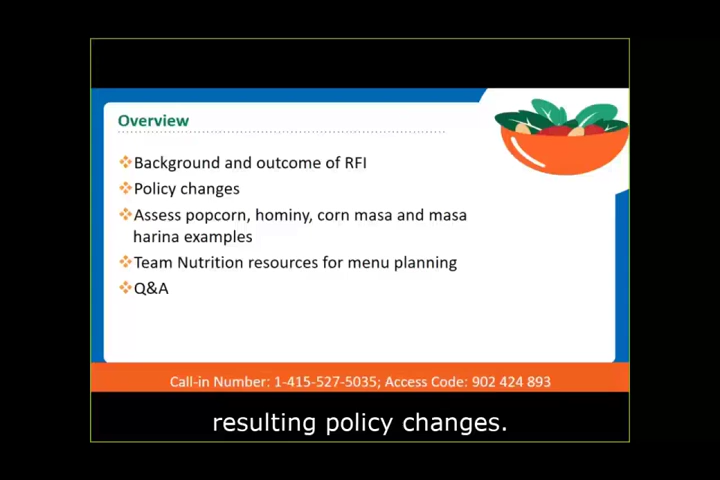 Overview
Background and outcome of RFI
Policy changes
Assess popcorn, hominy, corn masa and masa
harina examples
Team Nutrition resources for menu planning
Q&A
Call-in Number: 1-415-527-5035; Access Code: 902 424 893
resulting policy changes.